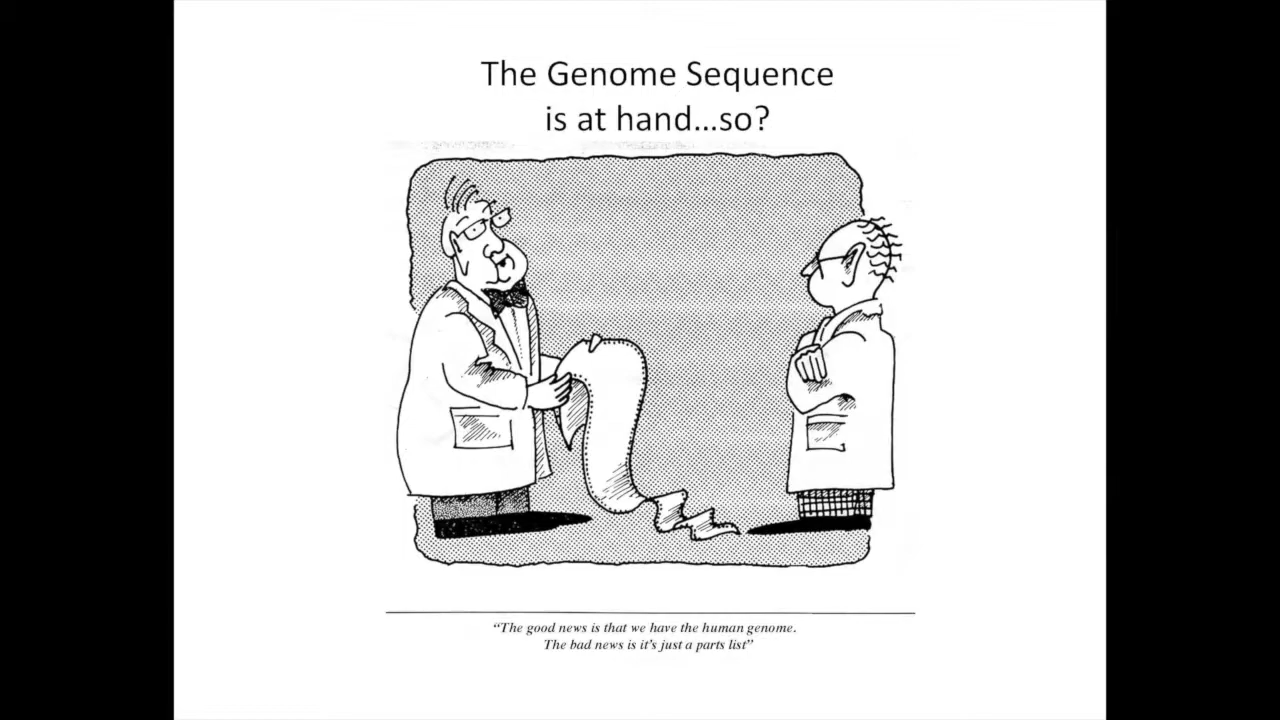 The Genome Sequence
is at hand...so?
“The good news is that we have the human genome.
The bad news is it’s just a parts list”